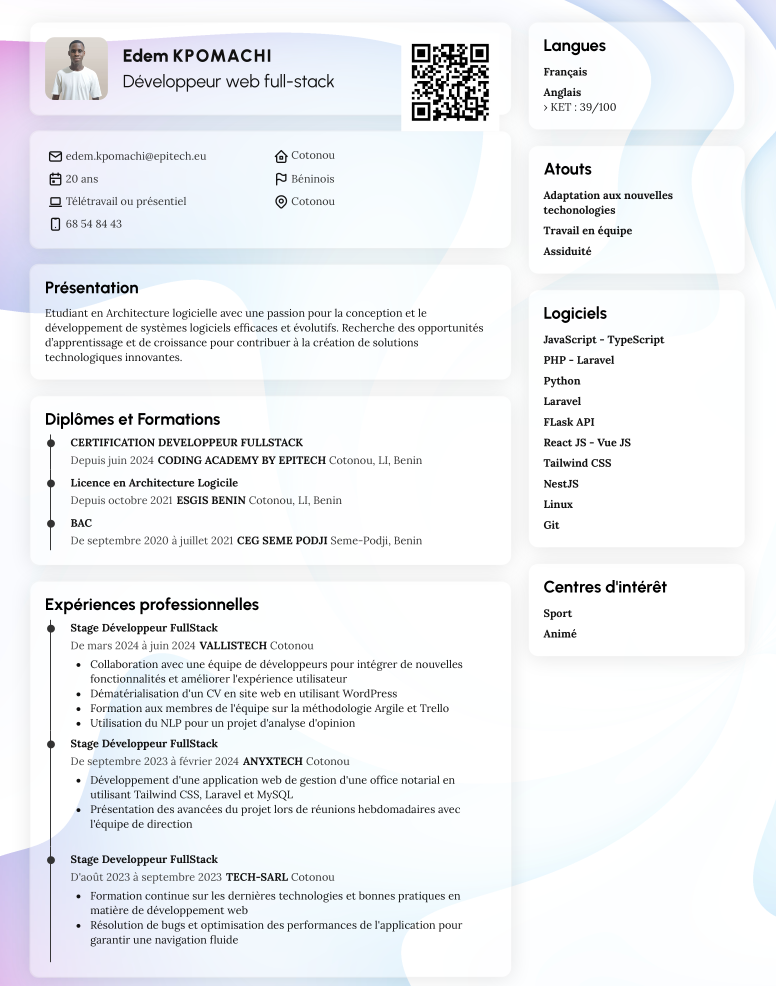 Edem KPOMACHI
Développeur web full-stack
edem.kpomachi@epitech.eu
Cotonou
20 ans
Béninois
Télétravail ou présentiel
Cotonou
68 54 84 43
Présentation
Etudiant en Architecture logicielle avec une passion pour la conception et le
développement de systèmes logiciels efficaces et évolutifs. Recherche des opportunités
d'apprentissage et de croissance pour contribuer à la création de solutions
technologiques innovantes.
Diplômes et Formations
CERTIFICATION DEVELOPPEUR FULLSTACK
Depuis juin 2024 CODING ACADEMY BY EPITECH Cotonou, LI, Benin
Licence en Architecture Logicile
Depuis octobre 2021 ESGIS BENIN Cotonou, LI, Benin
BAC
De septembre 2020 à juillet 2021 CEG SEME PODJI Seme-Podji, Benin
Expériences professionnelles
Stage Développeur FullStack
De mars 2024 à juin 2024 VALLISTECH Cotonou
• Collaboration avec une équipe de développeurs pour intégrer de nouvelles
fonctionnalités et améliorer l'expérience utilisateur
• Dématérialisation d'un CV en site web en utilisant WordPress
• Formation aux membres de l'équipe sur la méthodologie Argile et Trello
• Utilisation du NLP pour un projet d'analyse d'opinion
Stage Développeur FullStack
De septembre 2023 à février 2024 ANYXTECH Cotonou
• Développement d'une application web de gestion d'une office notarial en
utilisant Tailwind CSS, Laravel et MySQL
• Présentation des avancées du projet lors de réunions hebdomadaires avec
l'équipe de direction
Stage Developpeur FullStack
D'août 2023 à septembre 2023 TECH-SARL Cotonou
• Formation continue sur les dernières technologies et bonnes pratiques en
matière de développement web
• Résolution de bugs et optimisation des performances de l'application pour
garantir une navigation fluide
Langues
Français
Anglais
› KET : 39/100
Atouts
Adaptation aux nouvelles
techonologies
Travail en équipe
Assiduité
Logiciels
JavaScript - TypeScript
PHP - Laravel
Python
Laravel
FLask API
React JS - Vue JS
Tailwind CSS
NestJS
Linux
Git
Centres d'intérêt
Sport
Animé